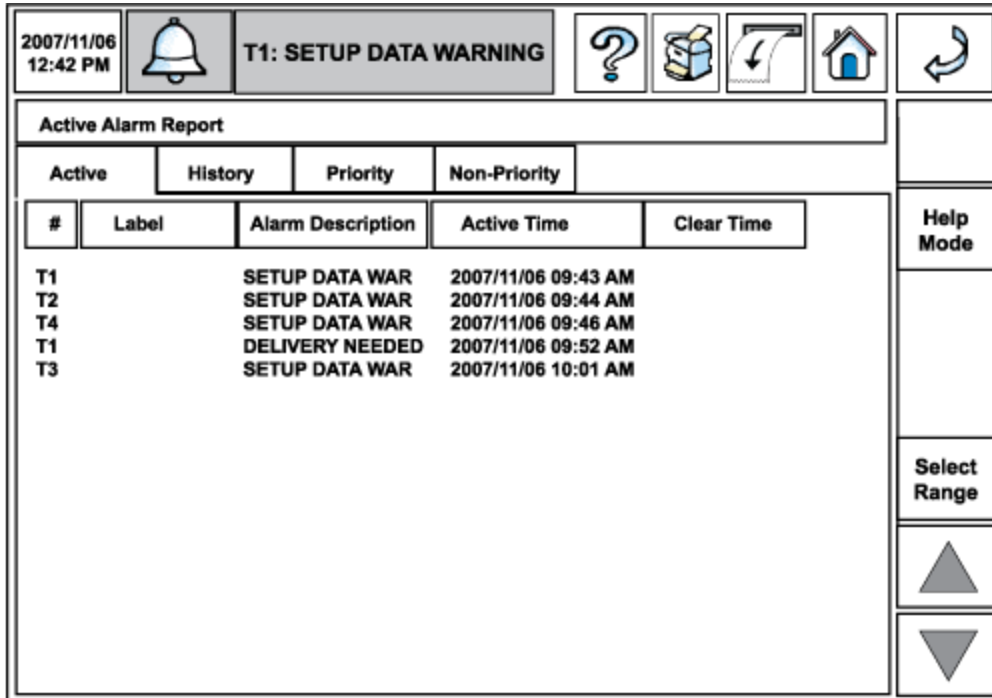 2007/11/06
12:42 PM
T1: SETUP DATA WARNING
?
Active Alarm Report
Active History Priority Non-Priority
Help
Mode
# Label Alarm Description Active Time Clear Time
T1 SETUP DATA WAR 2007/11/06 09:43 AM
T2 SETUP DATA WAR 2007/11/06 09:44 AM
T4 SETUP DATA WAR 2007/11/06 09:46 AM
T1 DELIVERY NEEDED 2007/11/06 09:52 AM
T3 SETUP DATA WAR 2007/11/06 10:01 AM
Select
Range